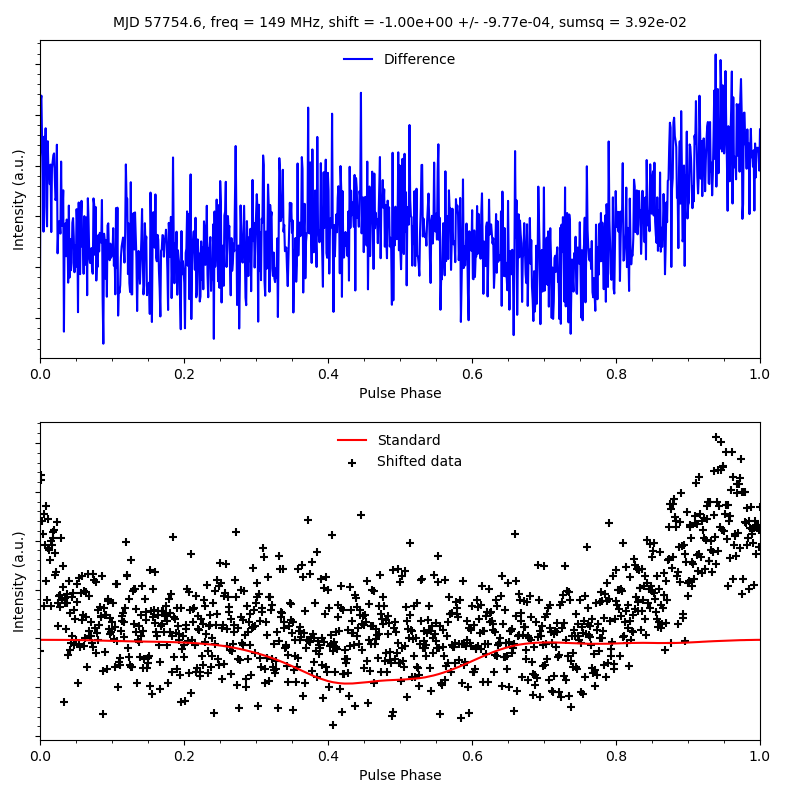 MJD 57754.6, freq = 149 MHz, shift = -1.00e+00 +/- -9.77e-04, sumsq = 3.92e-02
Difference
Intensity (a.u.)
0.0 0.2 0.4 0.6 0.8 1.0
Pulse Phase
Standard
Shifted data
Intensity (a.u.)
0.0 0.2 0.4 0.6 0.8 1.0
Pulse Phase